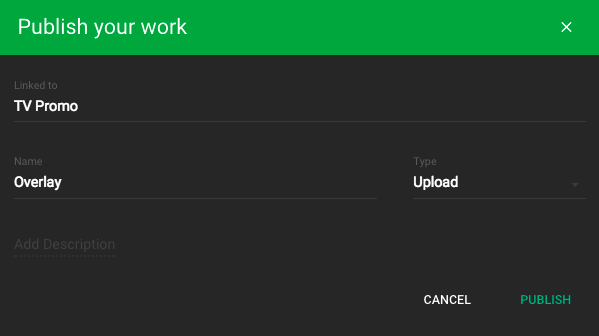 Publish your work
Linked to
TV Promo
Name
Type
Overlay
Upload
Add Description
CANCEL
PUBLISH